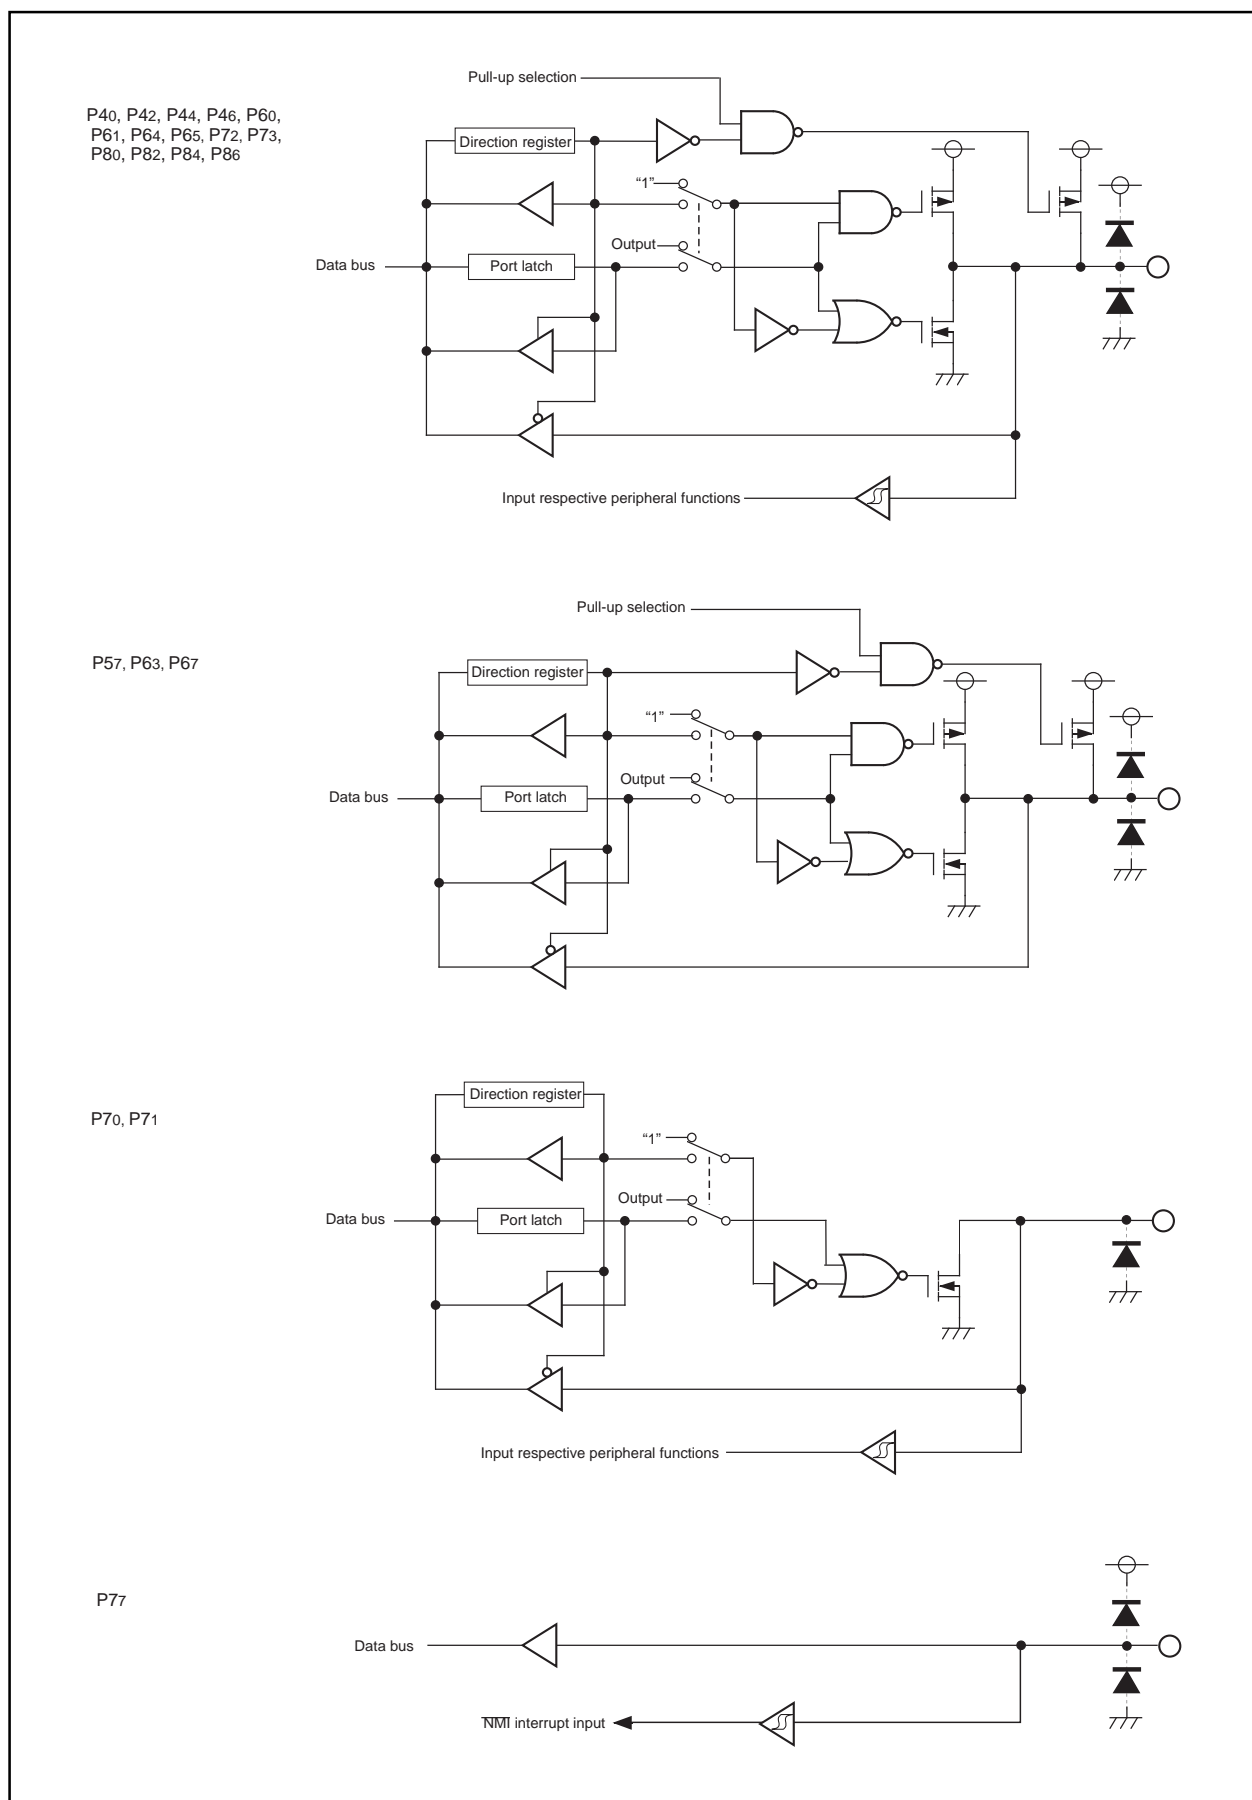 Pull-up selection
P40, P42, P44, P46, P60,
P61, P64, P65, P72, P73,
P80, P82, P84, P86
Direction register
“1”
Output
Data bus
Port latch
Input respective peripheral functions
Pull-up selection
P57, P63, P67
Direction register
“1”
Output
Data bus
Port latch
Direction register
P70, P71
“1”
Output
Data bus
Port latch
Input respective peripheral functions
P77
Data bus
NMI interrupt input